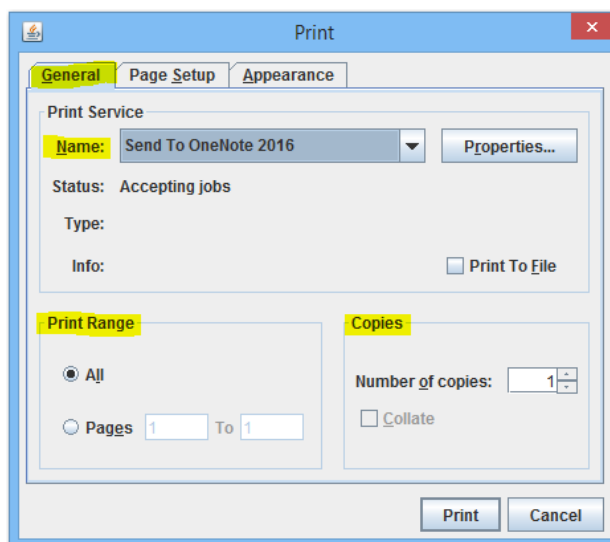 Print
General Page Setup Appearance
Print Service
Name: Send To OneNote 2016 Properties...
Status: Accepting jobs
Type:
Info: Print To File
Print Range Copies
All
Number of copies: 1
Pages 1 To 1
Collate
Print Cancel